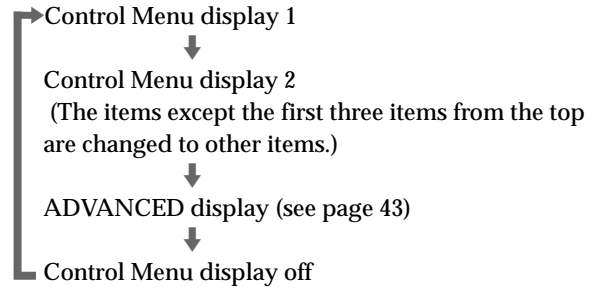 Control Menu display 1
Control Menu display 2
(The items except the first three items from the top
are changed to other items.)
ADVANCED display (see page 43)
Control Menu display off